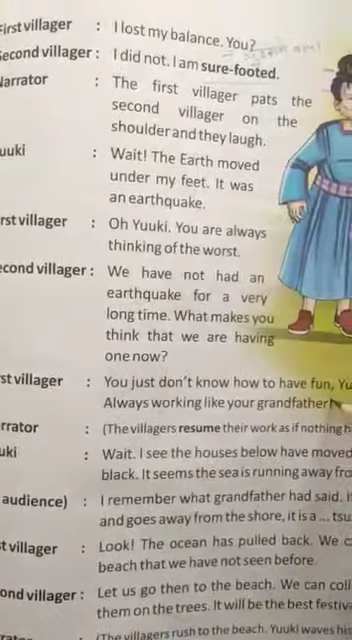 First villager : I lost my balance. You?
Second villager : I did not. I am sure-footed.
Narrator : The first villager pats the
second villager on the
shoulder and they laugh.
uuki : Wait! The Earth moved
under my feet. It was
an earthquake.
rst villager : Oh Yuuki. You are always
thinking of the worst.
econd villager : We have not had an
earthquake for a very
long time. What makes you
think that we are having
one now?
st villager : You just don't know how to have fun, Yu
Always working like your grandfather
rrator : (The villagers resume their work as if nothing h
uki : Wait. I see the houses below have moved
black. It seems the sea is running away fro
audience) : I remember what grandfather had said. I
and goes away from the shore, it is a ... tsu
st villager : Look! The ocean has pulled back. We c
beach that we have not seen before.
ond villager : Let us go then to the beach. We can coll
them on the trees. It will be the best festiva
rator : (The villagers rush to the beach. Yuuki waves his